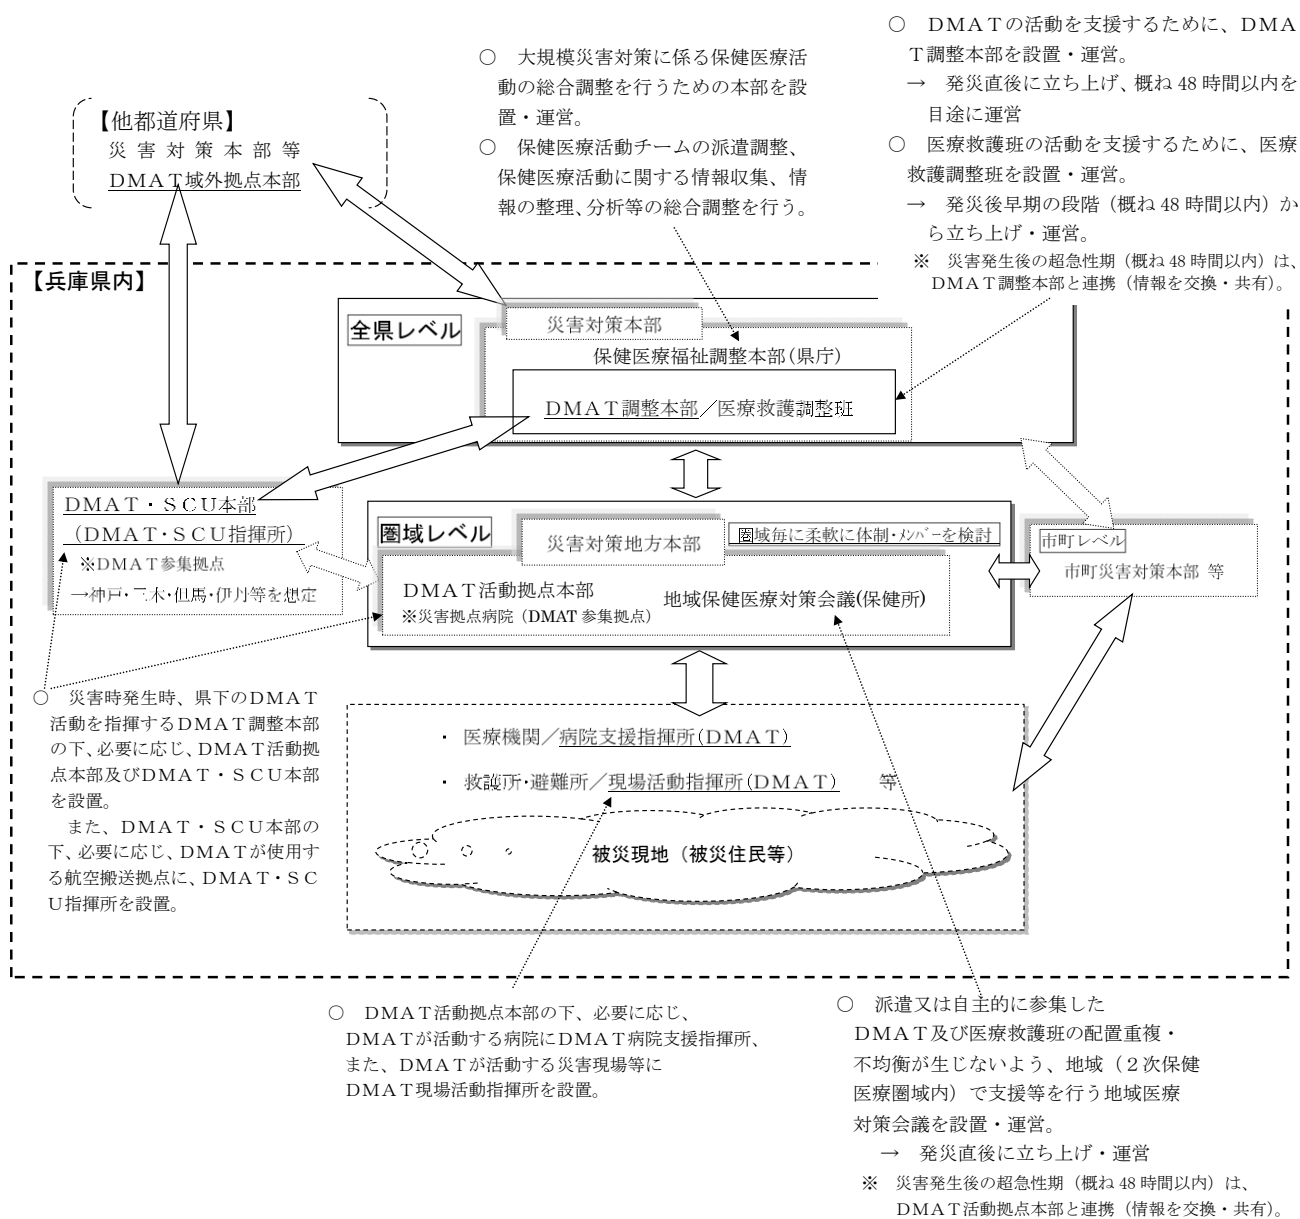 ○　ＤＭＡＴの活動を支援するために、ＤＭＡ
Ｔ調整本部を設置・運営。
→　発災直後に立ち上げ、概ね 48 時間以内を
目途に運営
○　医療救護班の活動を支援するために、医療
救護調整班を設置・運営。
→　発災後早期の段階（概ね 48 時間以内）か
ら立ち上げ・運営。
※　災害発生後の超急性期（概ね 48 時間以内）は、
ＤＭＡＴ調整本部と連携（情報を交換・共有）。
○　大規模災害対策に係る保健医療活
動の総合調整を行うための本部を設
置・運営。
○　保健医療活動チームの派遣調整、
保健医療活動に関する情報収集、情
報の整理、分析等の総合調整を行う。
【他都道府県】
災害対策本部等
ＤＭＡＴ域外拠点本部
【兵庫県内】
全県レベル
災害対策本部
保健医療福祉調整本部(県庁)
ＤＭＡＴ調整本部／医療救護調整班
ＤＭＡＴ・ＳＣＵ本部
（ＤＭＡＴ・ＳＣＵ指揮所）
※ＤＭＡＴ参集拠点
→神戸・三木・但馬・伊丹等を想定
圏域レベル
災害対策地方本部
圏域毎に柔軟に体制・ﾒﾝﾊﾞｰを検討
ＤＭＡＴ活動拠点本部
※災害拠点病院（DMAT 参集拠点）
地域保健医療対策会議(保健所)
市町レベル
市町災害対策本部 等
○　災害時発生時、県下のＤＭＡＴ
活動を指揮するＤＭＡＴ調整本部
の下、必要に応じ、ＤＭＡＴ活動拠
点本部及びＤＭＡＴ・ＳＣＵ本部
を設置。
また、ＤＭＡＴ・ＳＣＵ本部の
下、必要に応じ、ＤＭＡＴが使用す
る航空搬送拠点に、ＤＭＡＴ・ＳＣ
Ｕ指揮所を設置。
・ 医療機関／病院支援指揮所(ＤＭＡＴ)
・ 救護所・避難所／現場活動指揮所(ＤＭＡＴ)　等
被災現地（被災住民等）
○　ＤＭＡＴ活動拠点本部の下、必要に応じ、
ＤＭＡＴが活動する病院にＤＭＡＴ病院支援指揮所、
また、ＤＭＡＴが活動する災害現場等に
ＤＭＡＴ現場活動指揮所を設置。
○　派遣又は自主的に参集した
ＤＭＡＴ及び医療救護班の配置重複・
不均衡が生じないよう、地域（２次保健
医療圏域内）で支援等を行う地域医療
対策会議を設置・運営。
→　発災直後に立ち上げ・運営
※　災害発生後の超急性期（概ね 48 時間以内）は、
ＤＭＡＴ活動拠点本部と連携（情報を交換・共有）。